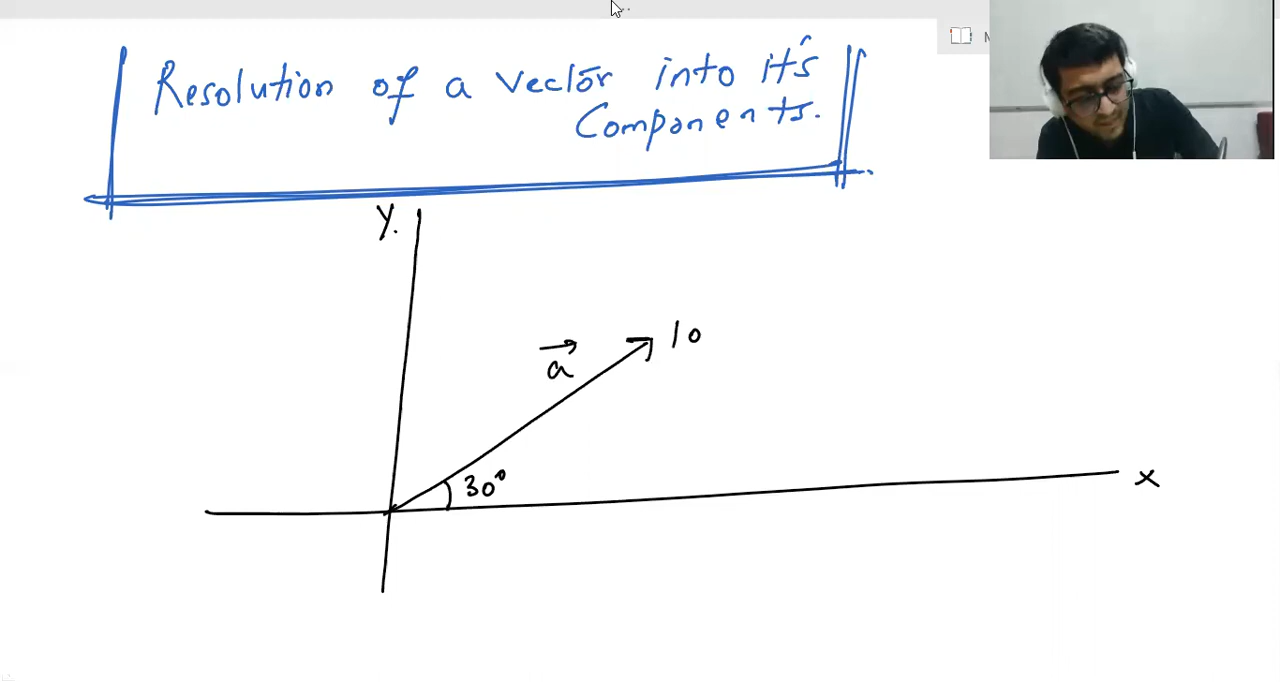 Resolution of a vector into it's
Components.
y.
10
a
30°
x